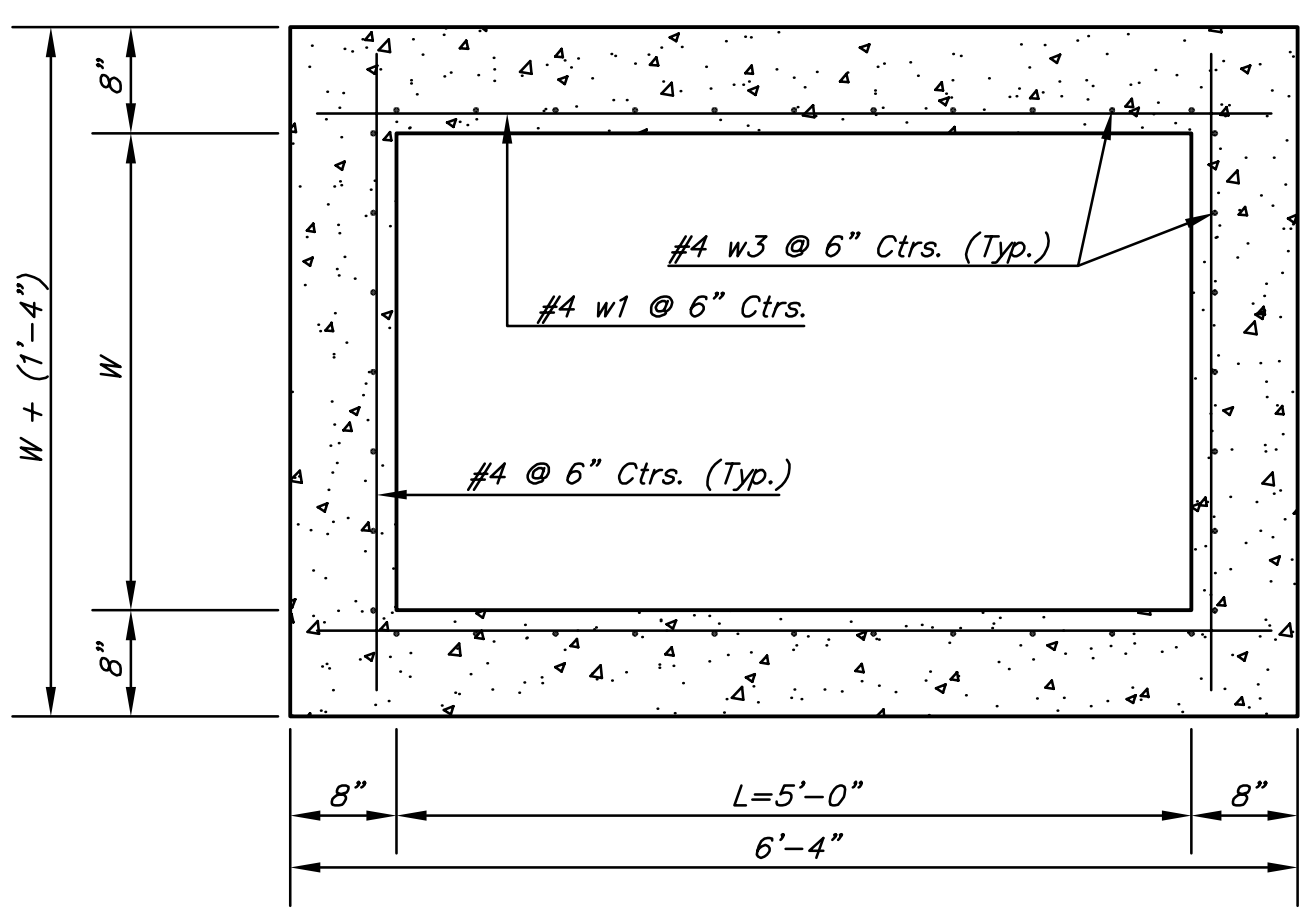 8”
W + (1’-4”)
W
#4 w3 @ 6” Ctrs. (Typ.)
#4 w1 @ 6” Ctrs.
#4 @ 6” Ctrs. (Typ.)
8”
8”
L=5’-0”
8”
6’-4”